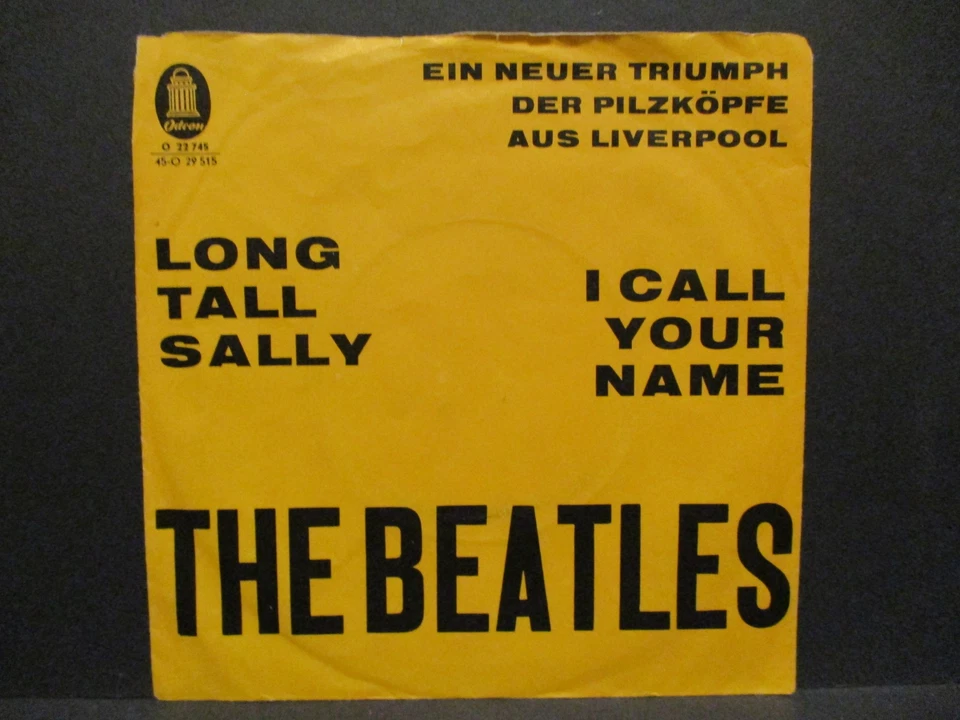 Odeon
O 22 745
45-O 29 515
EIN NEUER TRIUMPH
DER PILZKÖPFE
AUS LIVERPOOL
LONG
TALL
SALLY
I CALL
YOUR
NAME
THE BEATLES